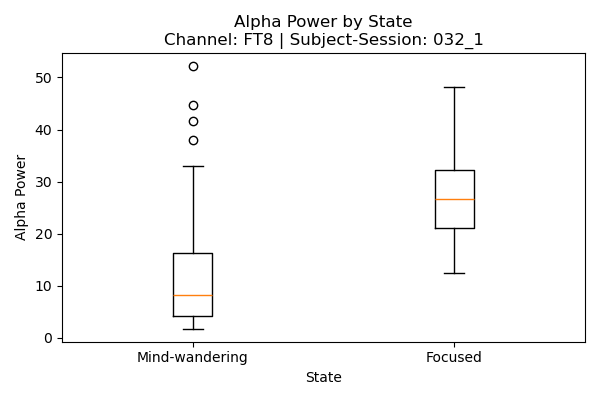 Alpha Power by State
Channel: FT8 | Subject-Session: 032_1
Alpha Power
50
40
30
20
10
0
Mind-wandering
Focused
State